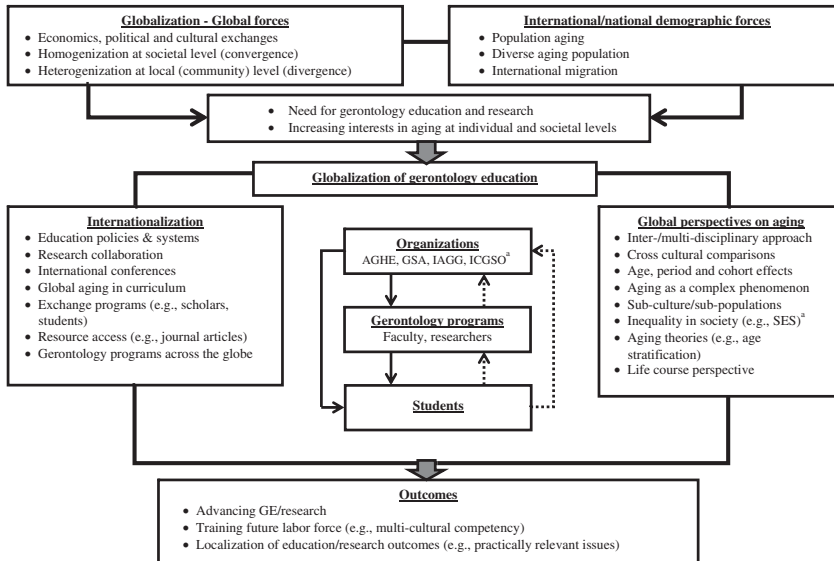 Globalization - Global forces
• Economics, political and cultural exchanges
• Homogenization at societal level (convergence)
• Heterogenization at local (community) level (divergence)
International/national demographic forces
• Population aging
• Diverse aging population
• International migration
• Need for gerontology education and research
• Increasing interests in aging at individual and societal levels
Globalization of gerontology education
Internationalization
• Education policies & systems
• Research collaboration
• International conferences
• Global aging in curriculum
• Exchange programs (e.g., scholars,
students)
• Resource access (e.g., journal articles)
• Gerontology programs across the globe
Organizations
AGHE, GSA, IAGG, ICGSOa
Gerontology programs
Faculty, researchers
Students
Global perspectives on aging
• Inter-/multi-disciplinary approach
• Cross cultural comparisons
• Age, period and cohort effects
• Aging as a complex phenomenon
• Sub-culture/sub-populations
• Inequality in society (e.g., SES)a
• Aging theories (e.g., age
stratification)
• Life course perspective
Outcomes
• Advancing GE/research
• Training future labor force (e.g., multi-cultural competency)
• Localization of education/research outcomes (e.g., practically relevant issues)